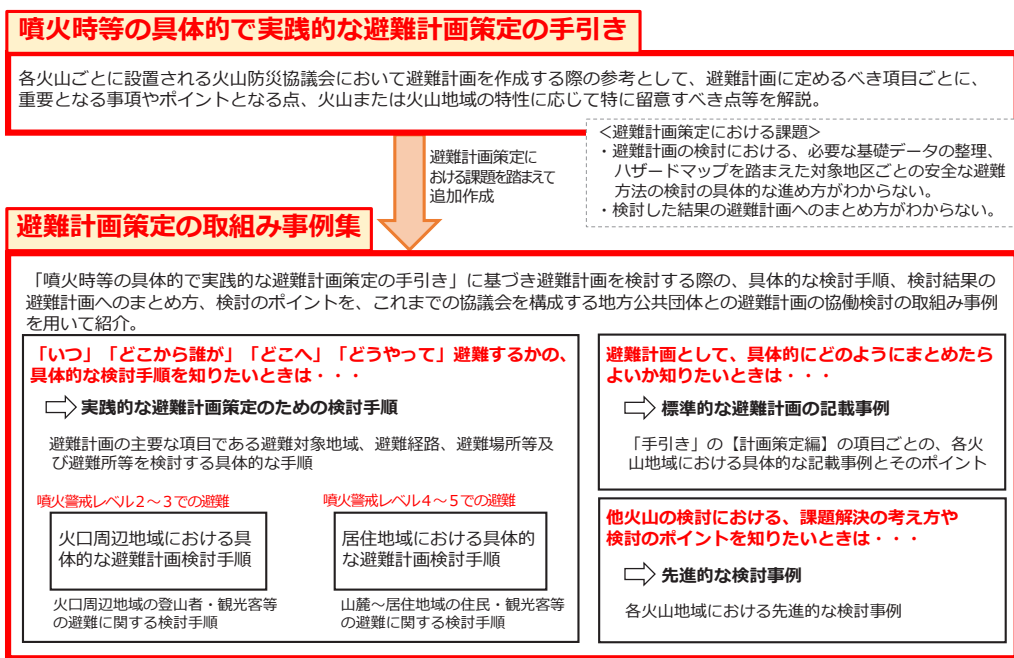 噴火時等の具体的で実践的な避難計画策定の手引き
各火山ごとに設置される火山防災協議会において避難計画を作成する際の参考として、避難計画に定めるべき項目ごとに、
重要となる事項やポイントとなる点、火山または火山地域の特性に応じて特に留意すべき点等を解説。
避難計画策定に
おける課題を踏まえて
追加作成
＜避難計画策定における課題＞
・避難計画の検討における、必要な基礎データの整理、
ハザードマップを踏まえた対象地区ごとの安全な避難
方法の検討の具体的な進め方がわからない。
・検討した結果の避難計画へのまとめ方がわからない。
避難計画策定の取組み事例集
「噴火時等の具体的で実践的な避難計画策定の手引き」に基づき避難計画を検討する際の、具体的な検討手順、検討結果の
避難計画へのまとめ方、検討のポイントを、これまでの協議会を構成する地方公共団体との避難計画の協働検討の取組み事例
を用いて紹介。
「いつ」「どこから誰が」「どこへ」「どうやって」避難するかの、
具体的な検討手順を知りたいときは・・・
実践的な避難計画策定のための検討手順
避難計画の主要な項目である避難対象地域、避難経路、避難場所等及
び避難所等を検討する具体的な手順
噴火警戒レベル２～３での避難
火口周辺地域における具
体的な避難計画検討手順
火口周辺地域の登山者・観光客等
の避難に関する検討手順
噴火警戒レベル４～５での避難
居住地域における具体的
な避難計画検討手順
山麓～居住地域の住民・観光客等
の避難に関する検討手順
避難計画として、具体的にどのようにまとめたら
よいか知りたいときは・・・
標準的な避難計画の記載事例
「手引き」の【計画策定編】の項目ごとの、各火
山地域における具体的な記載事例とそのポイント
他火山の検討における、課題解決の考え方や
検討のポイントを知りたいときは・・・
先進的な検討事例
各火山地域における先進的な検討事例